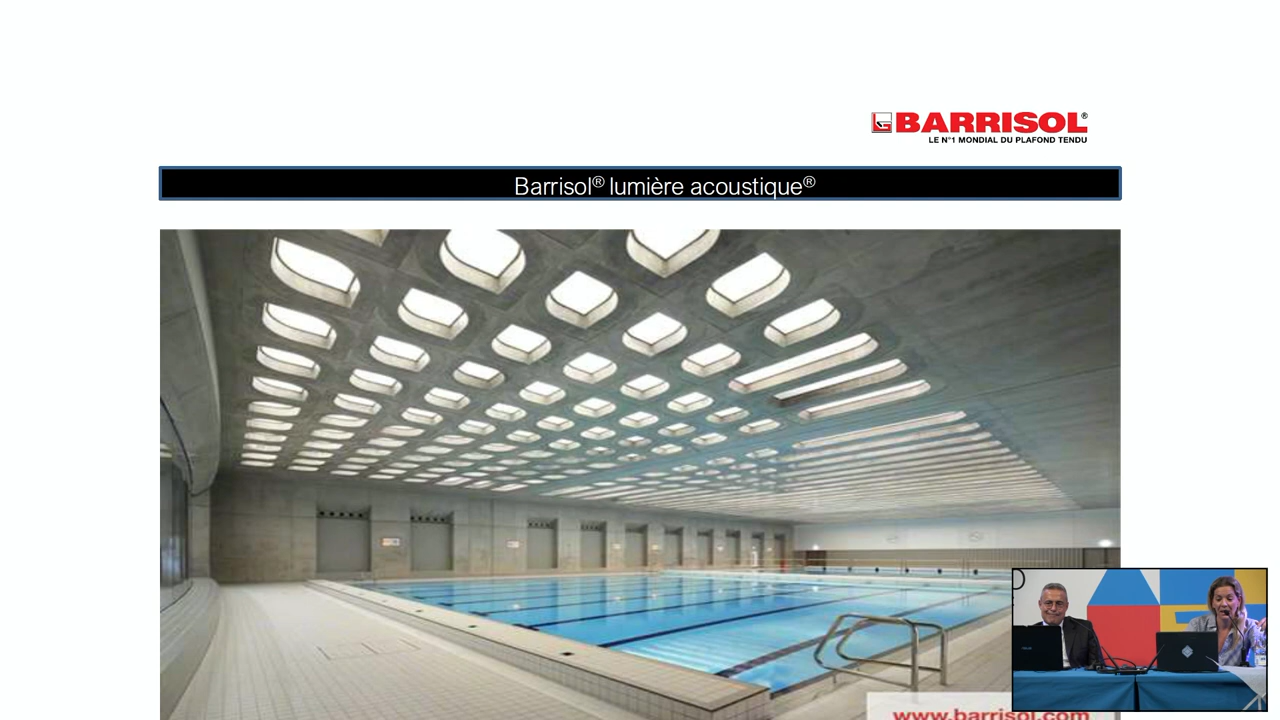 BARRISOL®
LE N°1 MONDIAL DU PLAFOND TENDU
Barrisol® lumière acoustique®
www.barrisol.com